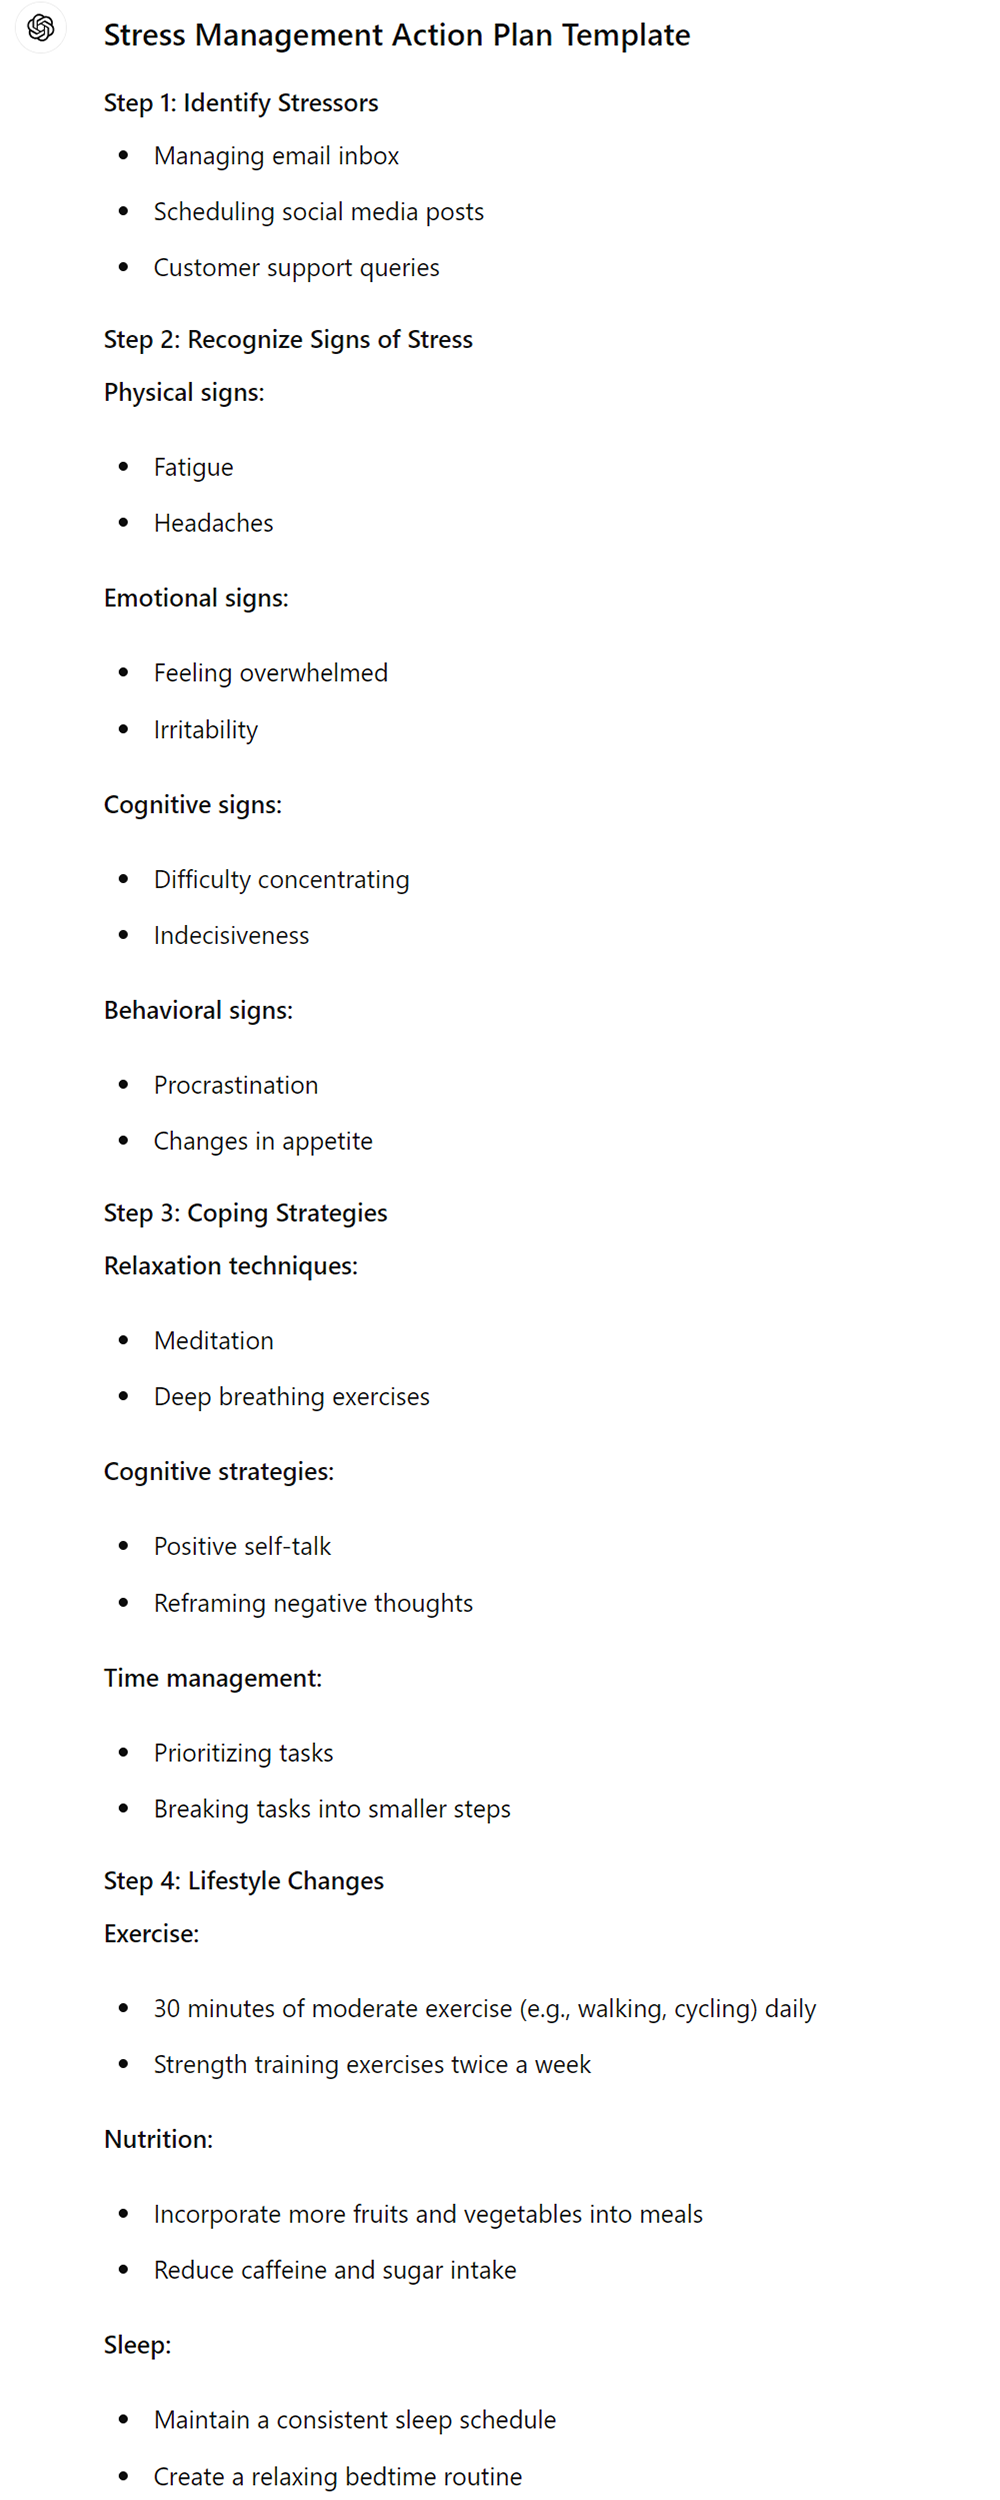 Stress Management Action Plan Template
Step 1: Identify Stressors
• Managing email inbox
• Scheduling social media posts
• Customer support queries
Step 2: Recognize Signs of Stress
Physical signs:
• Fatigue
• Headaches
Emotional signs:
• Feeling overwhelmed
• Irritability
Cognitive signs:
• Difficulty concentrating
• Indecisiveness
Behavioral signs:
• Procrastination
• Changes in appetite
Step 3: Coping Strategies
Relaxation techniques:
• Meditation
• Deep breathing exercises
Cognitive strategies:
• Positive self-talk
• Reframing negative thoughts
Time management:
• Prioritizing tasks
• Breaking tasks into smaller steps
Step 4: Lifestyle Changes
Exercise:
• 30 minutes of moderate exercise (e.g., walking, cycling) daily
• Strength training exercises twice a week
Nutrition:
• Incorporate more fruits and vegetables into meals
• Reduce caffeine and sugar intake
Sleep:
• Maintain a consistent sleep schedule
• Create a relaxing bedtime routine